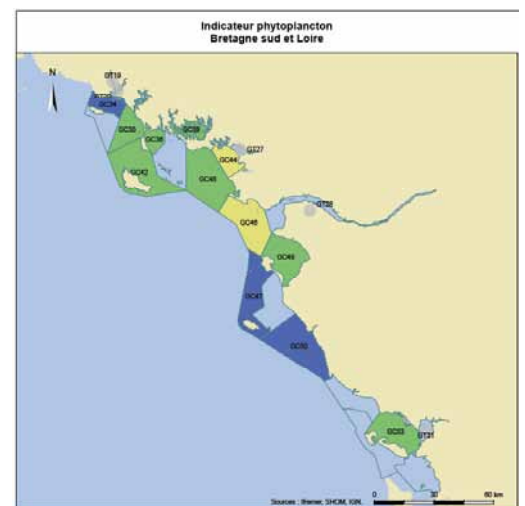 Indicateur phytoplancton
Bretagne sud et Loire
N
GT19
GC34
GC35
GC36
GC39
GC42
GC44
GT27
GC45
GC46
GT28
GC48
GC47
GC50
GC53
GT31
Sources : Ifremer, SHOM, IGN.
0 30 60 km